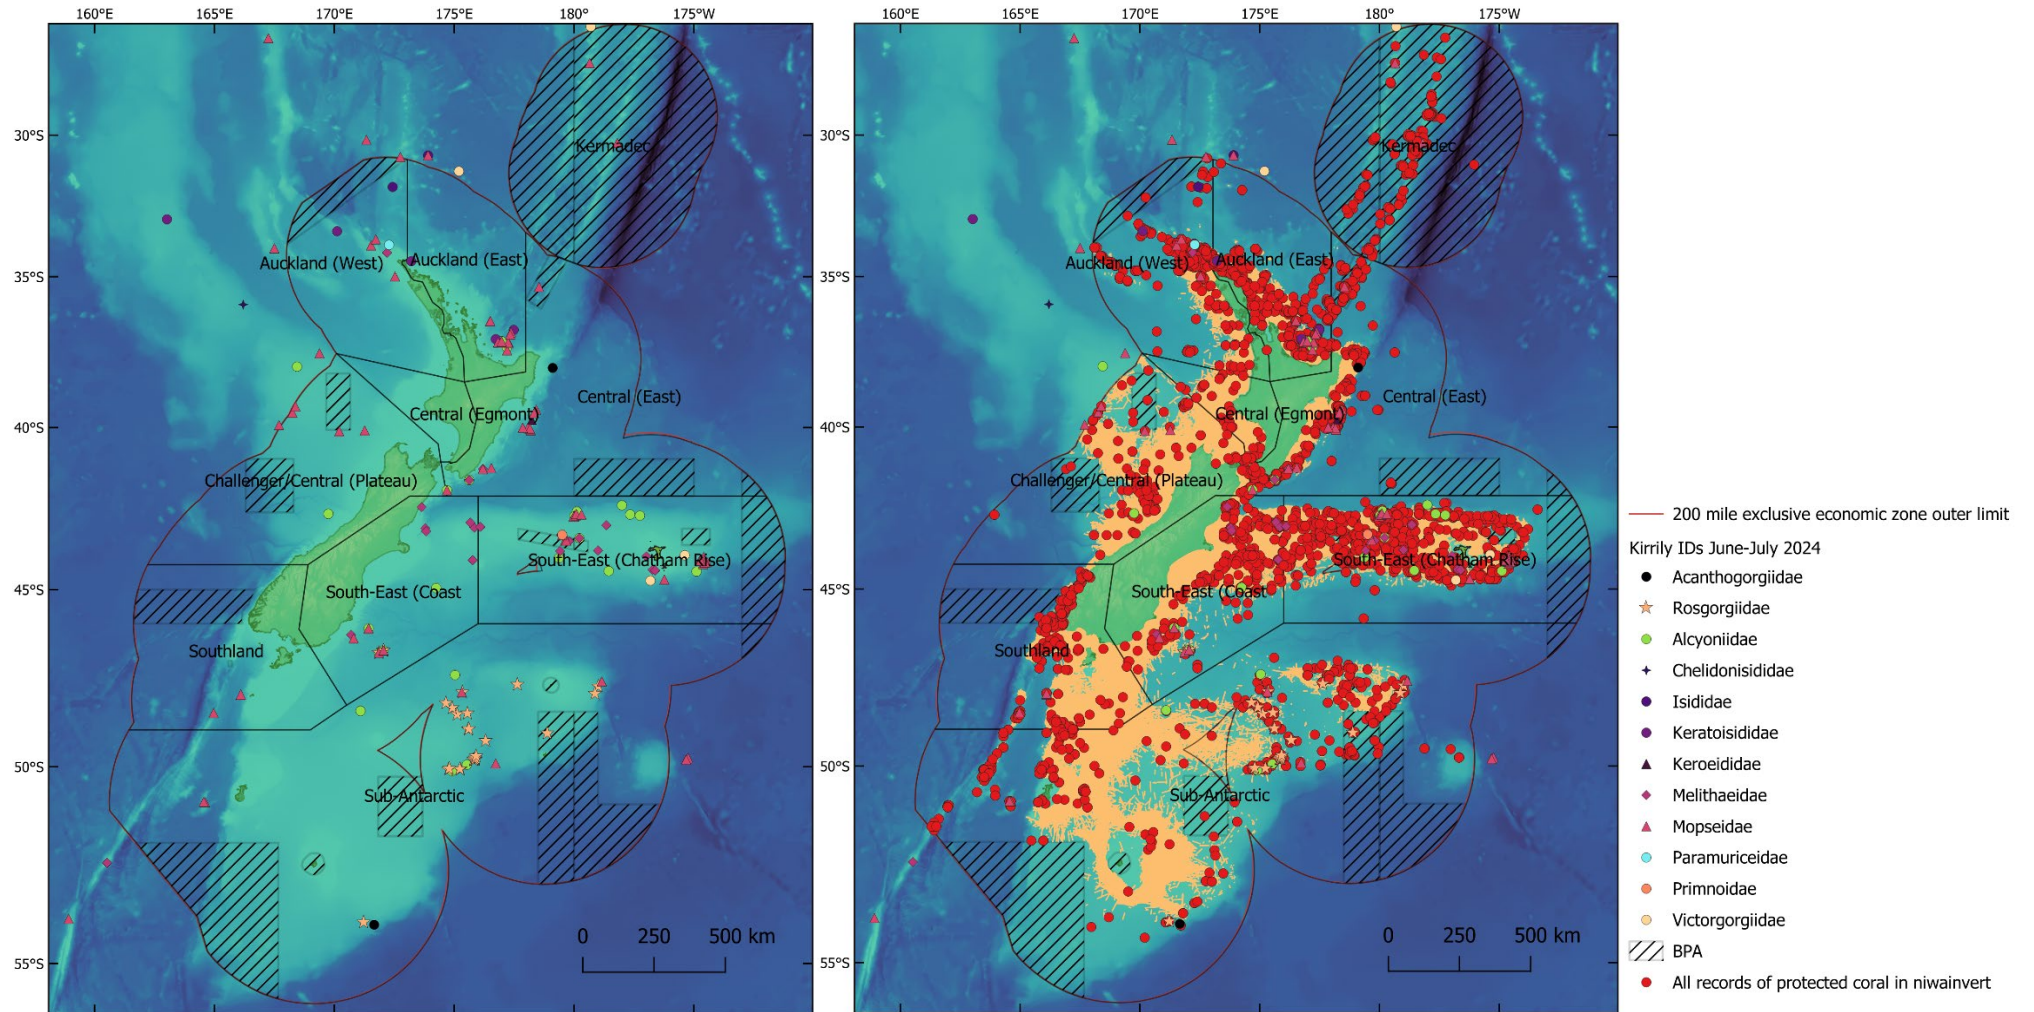 160°E 165°E 170°E 175°E 180° 175°W
160°E 165°E 170°E 175°E 180° 175°W
30°S
35°S
40°S
45°S
50°S
55°S
Kermadec
Auckland (West)
Auckland (East)
Central (East)
Central (Egmont)
Challenger/Central (Plateau)
South-East (Chatham Rise)
South-East (Coast
Southland
Sub-Antarctic
0 250 500 km
30°S
35°S
40°S
45°S
50°S
55°S
Kermadec
Auckland (West)
Auckland (East)
Central (East)
Central (Egmont)
Challenger/Central (Plateau)
South-East (Chatham Rise)
South-East (Coast
Southland
Sub-Antarctic
0 250 500 km
200 mile exclusive economic zone outer limit
Kirrily IDs June-July 2024
Acanthogorgiidae
Rosgorgiidae
Alcyoniidae
Chelidonisididae
Isididae
Keratoisididae
Keroeididae
Melithaeidae
Mopseidae
Paramuriceidae
Primnoidae
Victorgorgiidae
BPA
All records of protected coral in niwainvert